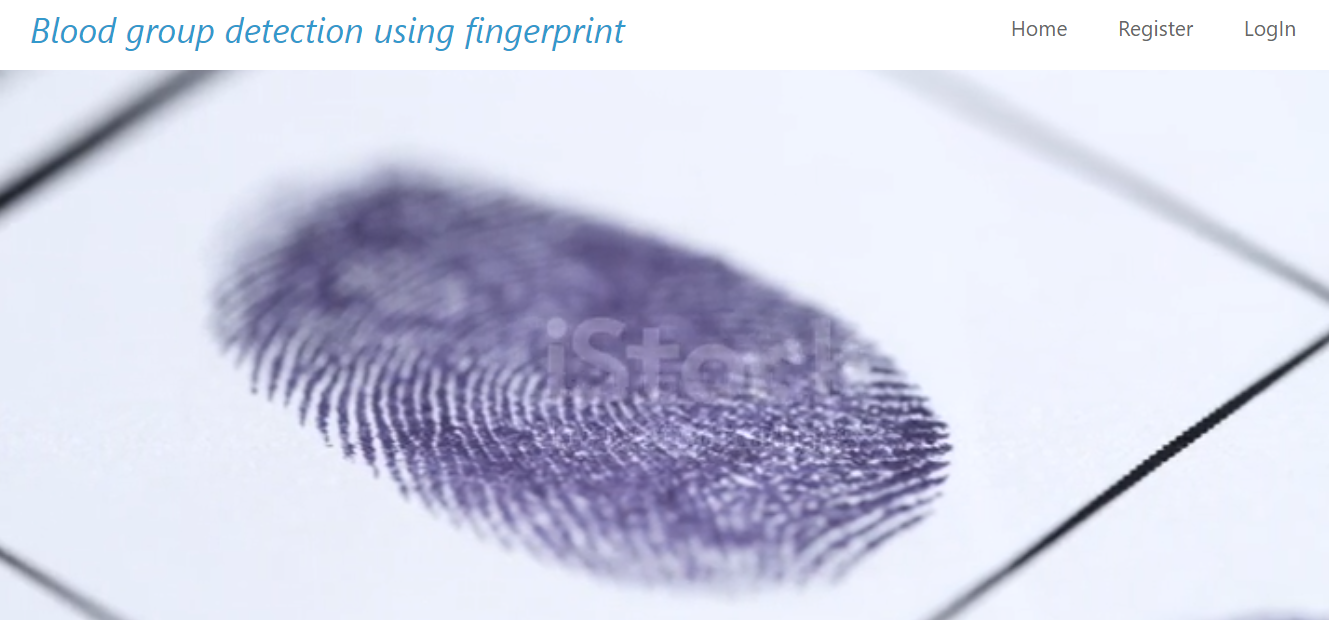 Blood group detection using fingerprint
Home Register LogIn
iStock